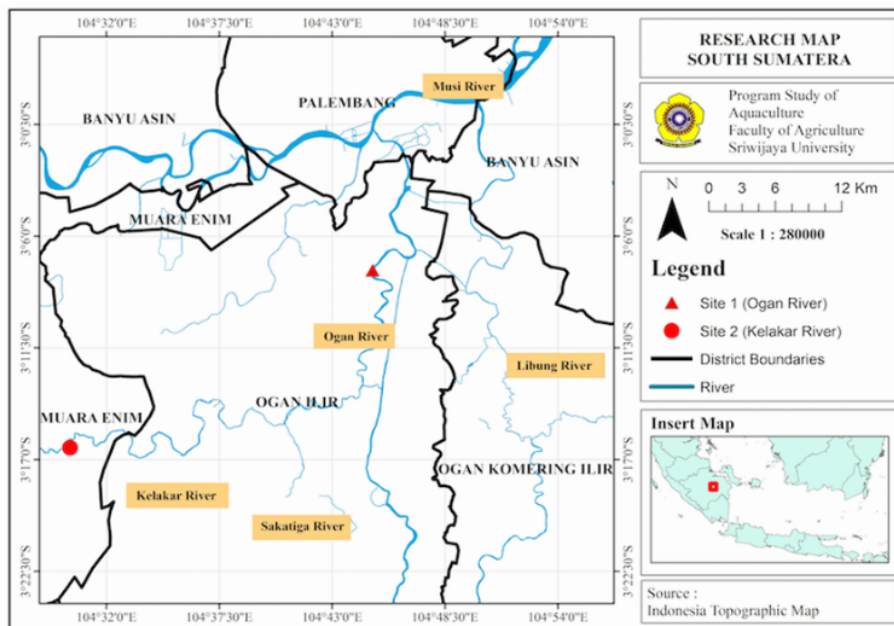 104°32'0"E 104°37'30"E 104°43'0"E 104°48'30"E 104°54'0"E
Musi River
PALEMBANG
BANYU ASIN
3°0'30"S 3°0'30"S
BANYU ASIN
MUARA ENIM
3°6'0"S 3°6'0"S
Ogan River
3°11'30"S 3°11'30"S
Libung River
OGAN ILIR
MUARA ENIM
3°17'0"S 3°17'0"S
OGAN KOMERING ILIR
Kelakar River
Sakatiga River
3°22'30"S 3°22'30"S
104°32'0"E 104°37'30"E 104°43'0"E 104°48'30"E 104°54'0"E
RESEARCH MAP
SOUTH SUMATERA
Program Study of
Aquaculture
Faculty of Agriculture
Sriwijaya University
N
0 3 6 12 Km
Scale 1 : 280000
Legend
Site 1 (Ogan River)
Site 2 (Kelakar River)
District Boundaries
River
Insert Map
Source :
Indonesia Topographic Map